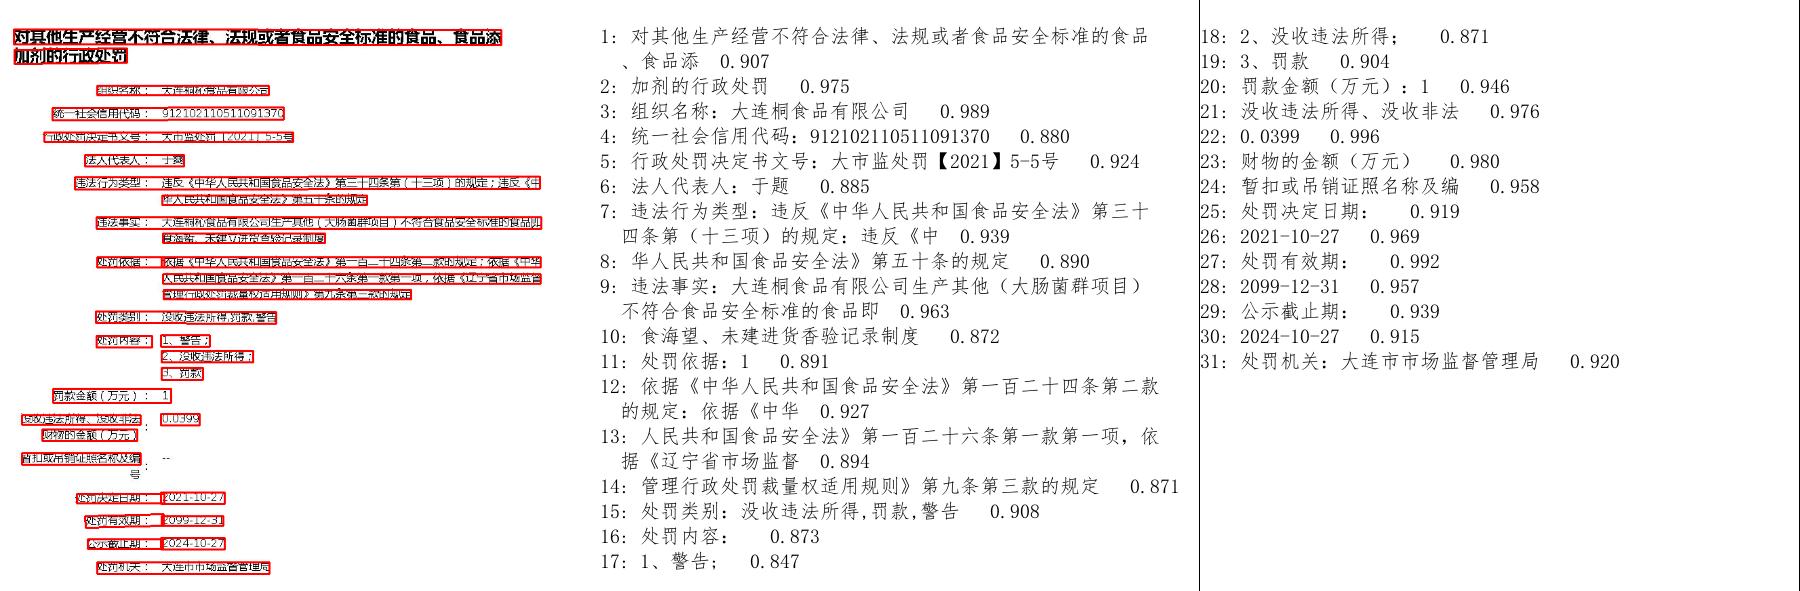 对其他生产经营不符合法律、法规或者食品安全标准的食品、食品添
加剂的行政处罚
组织名称： 大连桐食品有限公司
统一社会信用代码： 912102110511091370
行政处罚决定书文号： 大市监处罚【2021】5-5号
法人代表人： 于
违法行为类型： 违反《中华人民共和国食品安全法》第三十四条第（十三项）的规定；违反《中
华人民共和国食品安全法》第五十条的规定
违法事实： 大连桐食品有限公司生产其他（大肠菌群项目）不符合食品安全标准的食品即
食海蜇、未建立进货查验记录制度
处罚依据： 依据《中华人民共和国食品安全法》第一百二十四条第二款的规定；依据《中华
人民共和国食品安全法》第一百二十六条第一款第一项，依据《辽宁省市场监督
管理行政处罚裁量权适用规则》第九条第三款的规定
处罚类别： 没收违法所得,罚款,警告
处罚内容： 1、警告；
2、没收违法所得；
3、罚款
罚款金额（万元）： 1
没收违法所得、没收非法
财物的金额（万元）
： 0.0399
暂扣或吊销证照名称及编
号
： --
处罚决定日期： 2021-10-27
处罚有效期： 2099-12-31
公示截止期： 2024-10-27
处罚机关： 大连市市场监督管理局
1: 对其他生产经营不符合法律、法规或者食品安全标准的食品
、食品添 0.907
2: 加剂的行政处罚 0.975
3: 组织名称：大连桐食品有限公司 0.989
4: 统一社会信用代码：912102110511091370 0.880
5: 行政处罚决定书文号：大市监处罚【2021】5-5号 0.924
6: 法人代表人：于题 0.885
7: 违法行为类型：违反《中华人民共和国食品安全法》第三十
四条第（十三项）的规定：违反《中 0.939
8: 华人民共和国食品安全法》第五十条的规定 0.890
9: 违法事实：大连桐食品有限公司生产其他（大肠菌群项目）
不符合食品安全标准的食品即 0.963
10: 食海望、未建进货香验记录制度 0.872
11: 处罚依据：1 0.891
12: 依据《中华人民共和国食品安全法》第一百二十四条第二款
的规定：依据《中华 0.927
13: 人民共和国食品安全法》第一百二十六条第一款第一项，依
据《辽宁省市场监督 0.894
14: 管理行政处罚裁量权适用规则》第九条第三款的规定 0.871
15: 处罚类别：没收违法所得,罚款,警告 0.908
16: 处罚内容： 0.873
17: 1、警告； 0.847
18: 2、没收违法所得； 0.871
19: 3、罚款 0.904
20: 罚款金额（万元）：1 0.946
21: 没收违法所得、没收非法 0.976
22: 0.0399 0.996
23: 财物的金额（万元） 0.980
24: 暂扣或吊销证照名称及编 0.958
25: 处罚决定日期： 0.919
26: 2021-10-27 0.969
27: 处罚有效期： 0.992
28: 2099-12-31 0.957
29: 公示截止期： 0.939
30: 2024-10-27 0.915
31: 处罚机关：大连市市场监督管理局 0.920